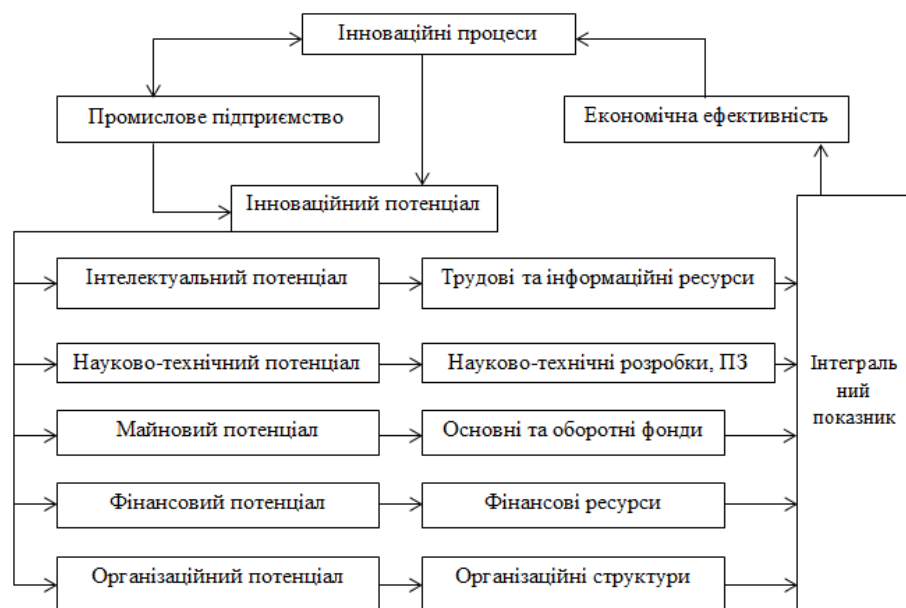 Інноваційні процеси
Промислове підприємство
Економічна ефективність
Інноваційний потенціал
Інтелектуальний потенціал
Трудові та інформаційні ресурси
Науково-технічний потенціал
Науково-технічні розробки, ПЗ
Майновий потенціал
Основні та оборотні фонди
Фінансовий потенціал
Фінансові ресурси
Організаційний потенціал
Організаційні структури
Інтеграль
ний
показник